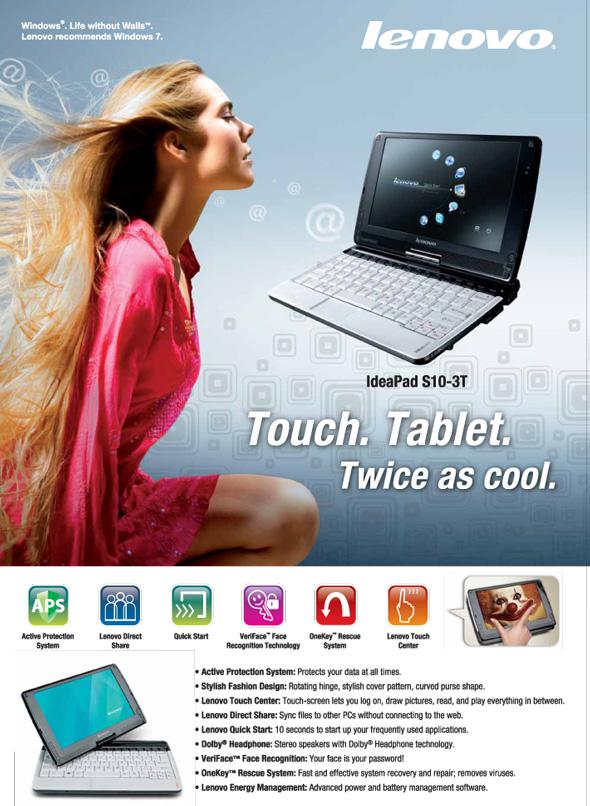 Windows®. Life without Walls™.
Lenovo recommends Windows 7.
lenovo®
@
@
@
@
@
@
lenovo
lenovo
IdeaPad S10-3T
Touch. Tablet.
Twice as cool.
APS
Active Protection
System
Lenovo Direct
Share
Quick Start
VeriFace™ Face
Recognition Technology
OneKey™ Rescue
System
Lenovo Touch
Center
• Active Protection System: Protects your data at all times.
• Stylish Fashion Design: Rotating hinge, stylish cover pattern, curved purse shape.
• Lenovo Touch Center: Touch-screen lets you log on, draw pictures, read, and play everything in between.
• Lenovo Direct Share: Sync files to other PCs without connecting to the web.
• Lenovo Quick Start: 10 seconds to start up your frequently used applications.
• Dolby® Headphone: Stereo speakers with Dolby® Headphone technology.
• VeriFace™ Face Recognition: Your face is your password!
• OneKey™ Rescue System: Fast and effective system recovery and repair; removes viruses.
• Lenovo Energy Management: Advanced power and battery management software.